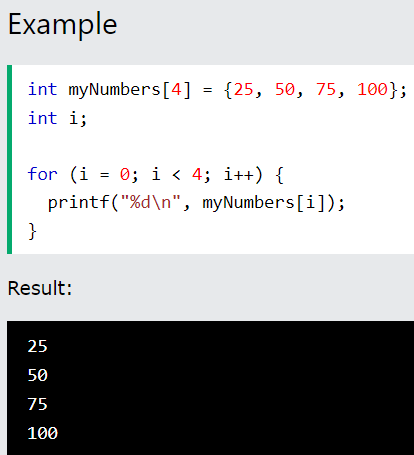 Example
int myNumbers[4] = {25, 50, 75, 100};
int i;
for (i = 0; i < 4; i++) {
  printf("%d\n", myNumbers[i]);
}
Result:
25
50
75
100